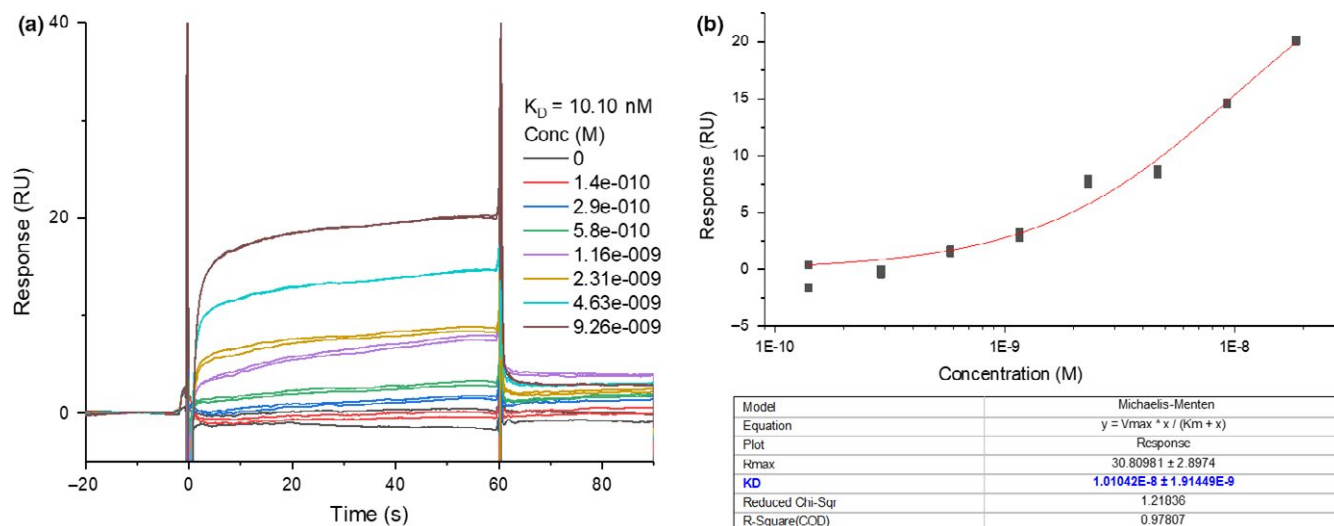 (a)
40
20
0
Response (RU)
-20
0
20
40
60
80
Time (s)
K_D = 10.10 nM
Conc (M)
0
1.4e-010
2.9e-010
5.8e-010
1.16e-009
2.31e-009
4.63e-009
9.26e-009
(b)
20
15
10
5
0
−5
Response (RU)
1E-10
1E-9
1E-8
Concentration (M)
Model Michaelis-Menten
Equation y = Vmax * x / (Km + x)
Plot Response
Rmax 30.80981 ± 2.8974
KD 1.01042E-8 ± 1.91449E-9
Reduced Chi-Sqr 1.21836
R-Square(COD) 0.97807